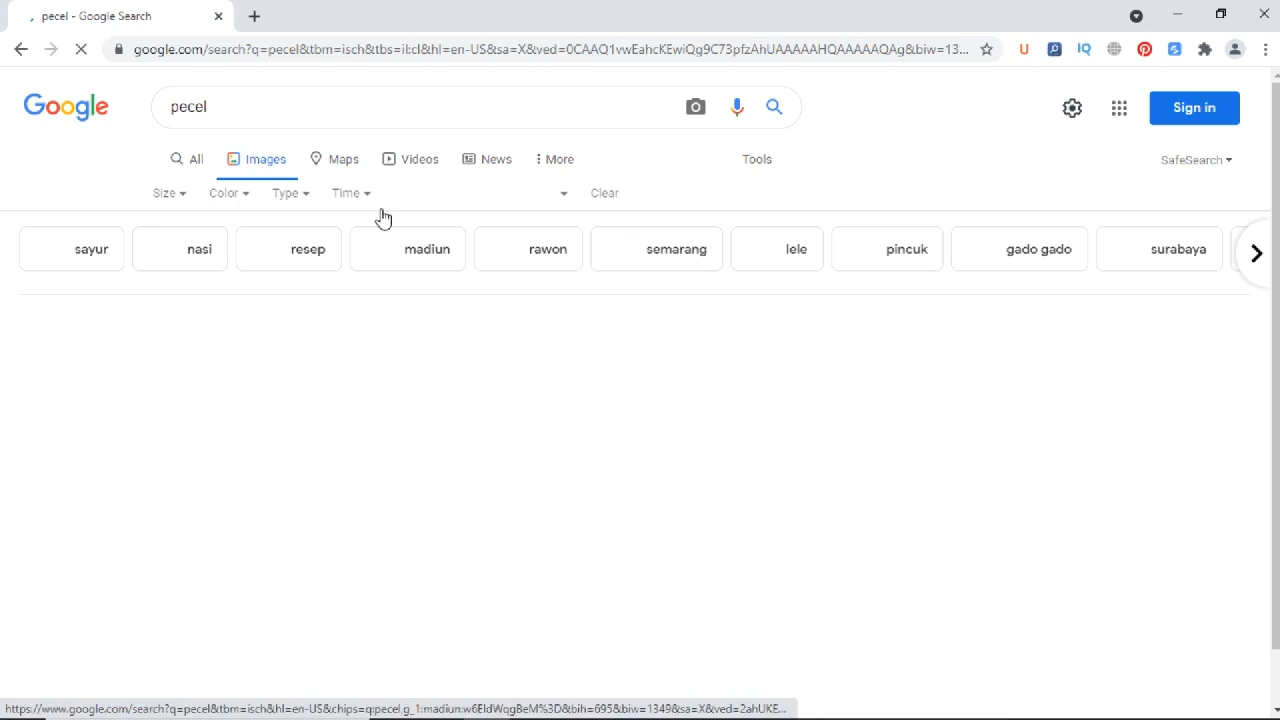 pecel - Google Search
google.com/search?q=pecel&tbm=isch&tbs=il:cl&hl=en-US&sa=X&ved=0CAAQ1vwEahcKEwiQg9C73pfzAhUAAAAAHQAAAAAQAg&biw=13...
U
IQ
Google
pecel
Sign in
All Images Maps Videos News More Tools SafeSearch
Size Color Type Time Clear
sayur nasi resep madiun rawon semarang lele pincuk gado gado surabaya
https://www.google.com/search?q=pecel&tbm=isch&hl=en-US&chips=q:pecel,g_1:madiun:w6EIdWqgBeM%3D&bih=695&biw=1349&sa=X&ved=2ahUKE...